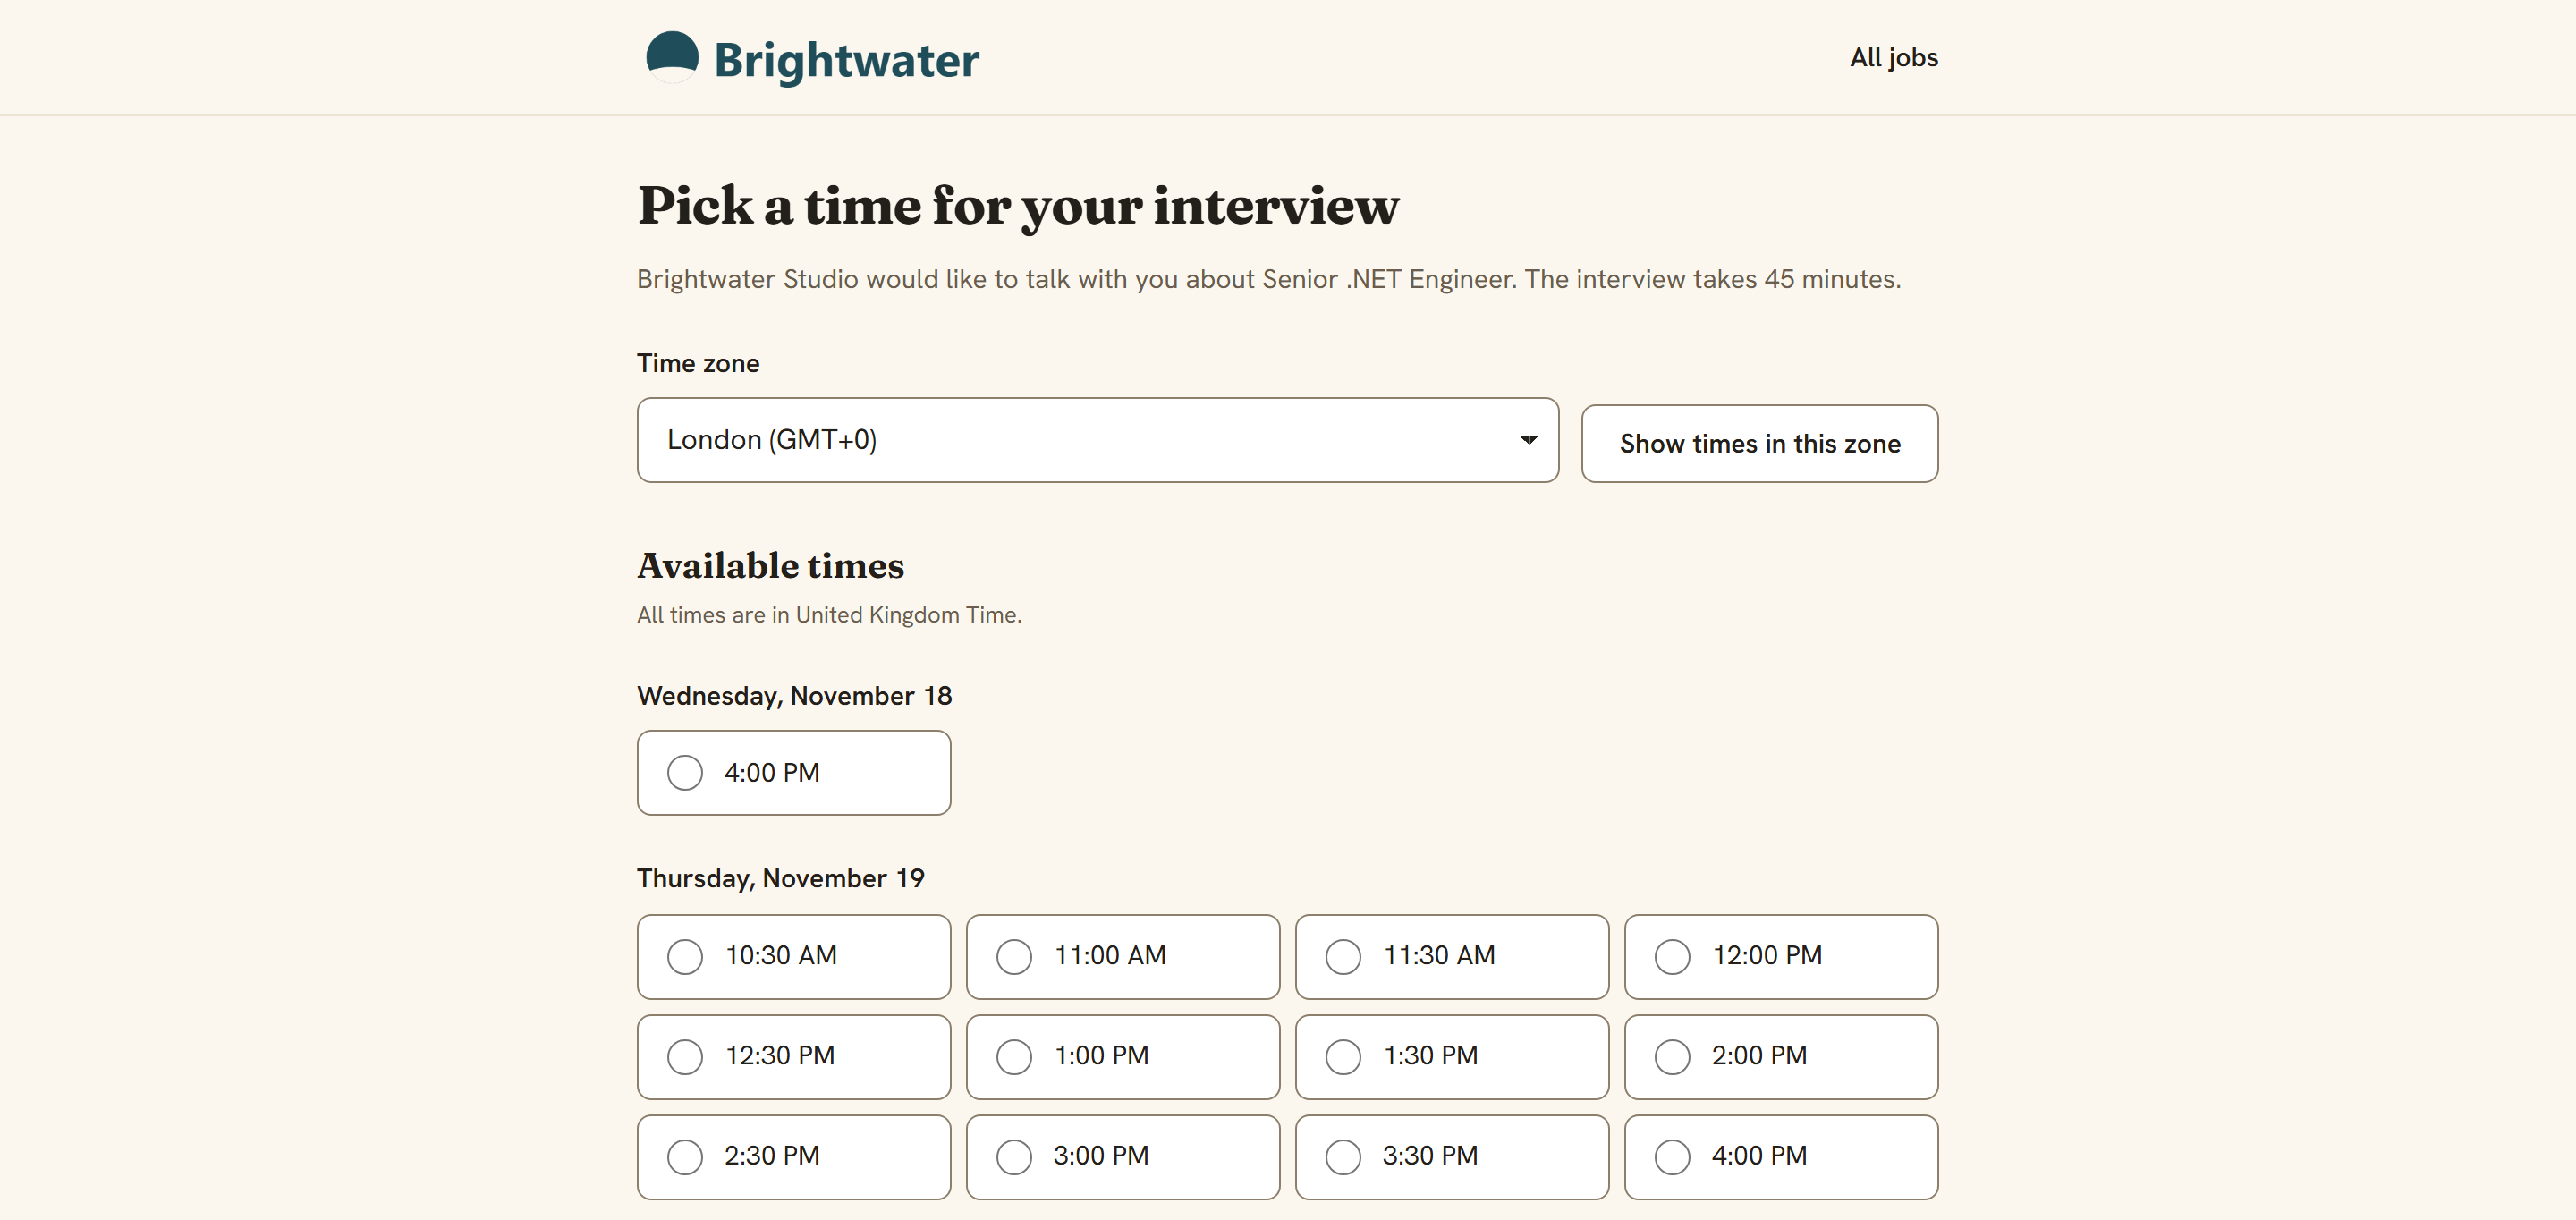 Brightwater
All jobs
Pick a time for your interview
Brightwater Studio would like to talk with you about Senior .NET Engineer. The interview takes 45 minutes.
Time zone
London (GMT+0)
Show times in this zone
Available times
All times are in United Kingdom Time.
Wednesday, November 18
4:00 PM
Thursday, November 19
10:30 AM 11:00 AM 11:30 AM 12:00 PM
12:30 PM 1:00 PM 1:30 PM 2:00 PM
2:30 PM 3:00 PM 3:30 PM 4:00 PM